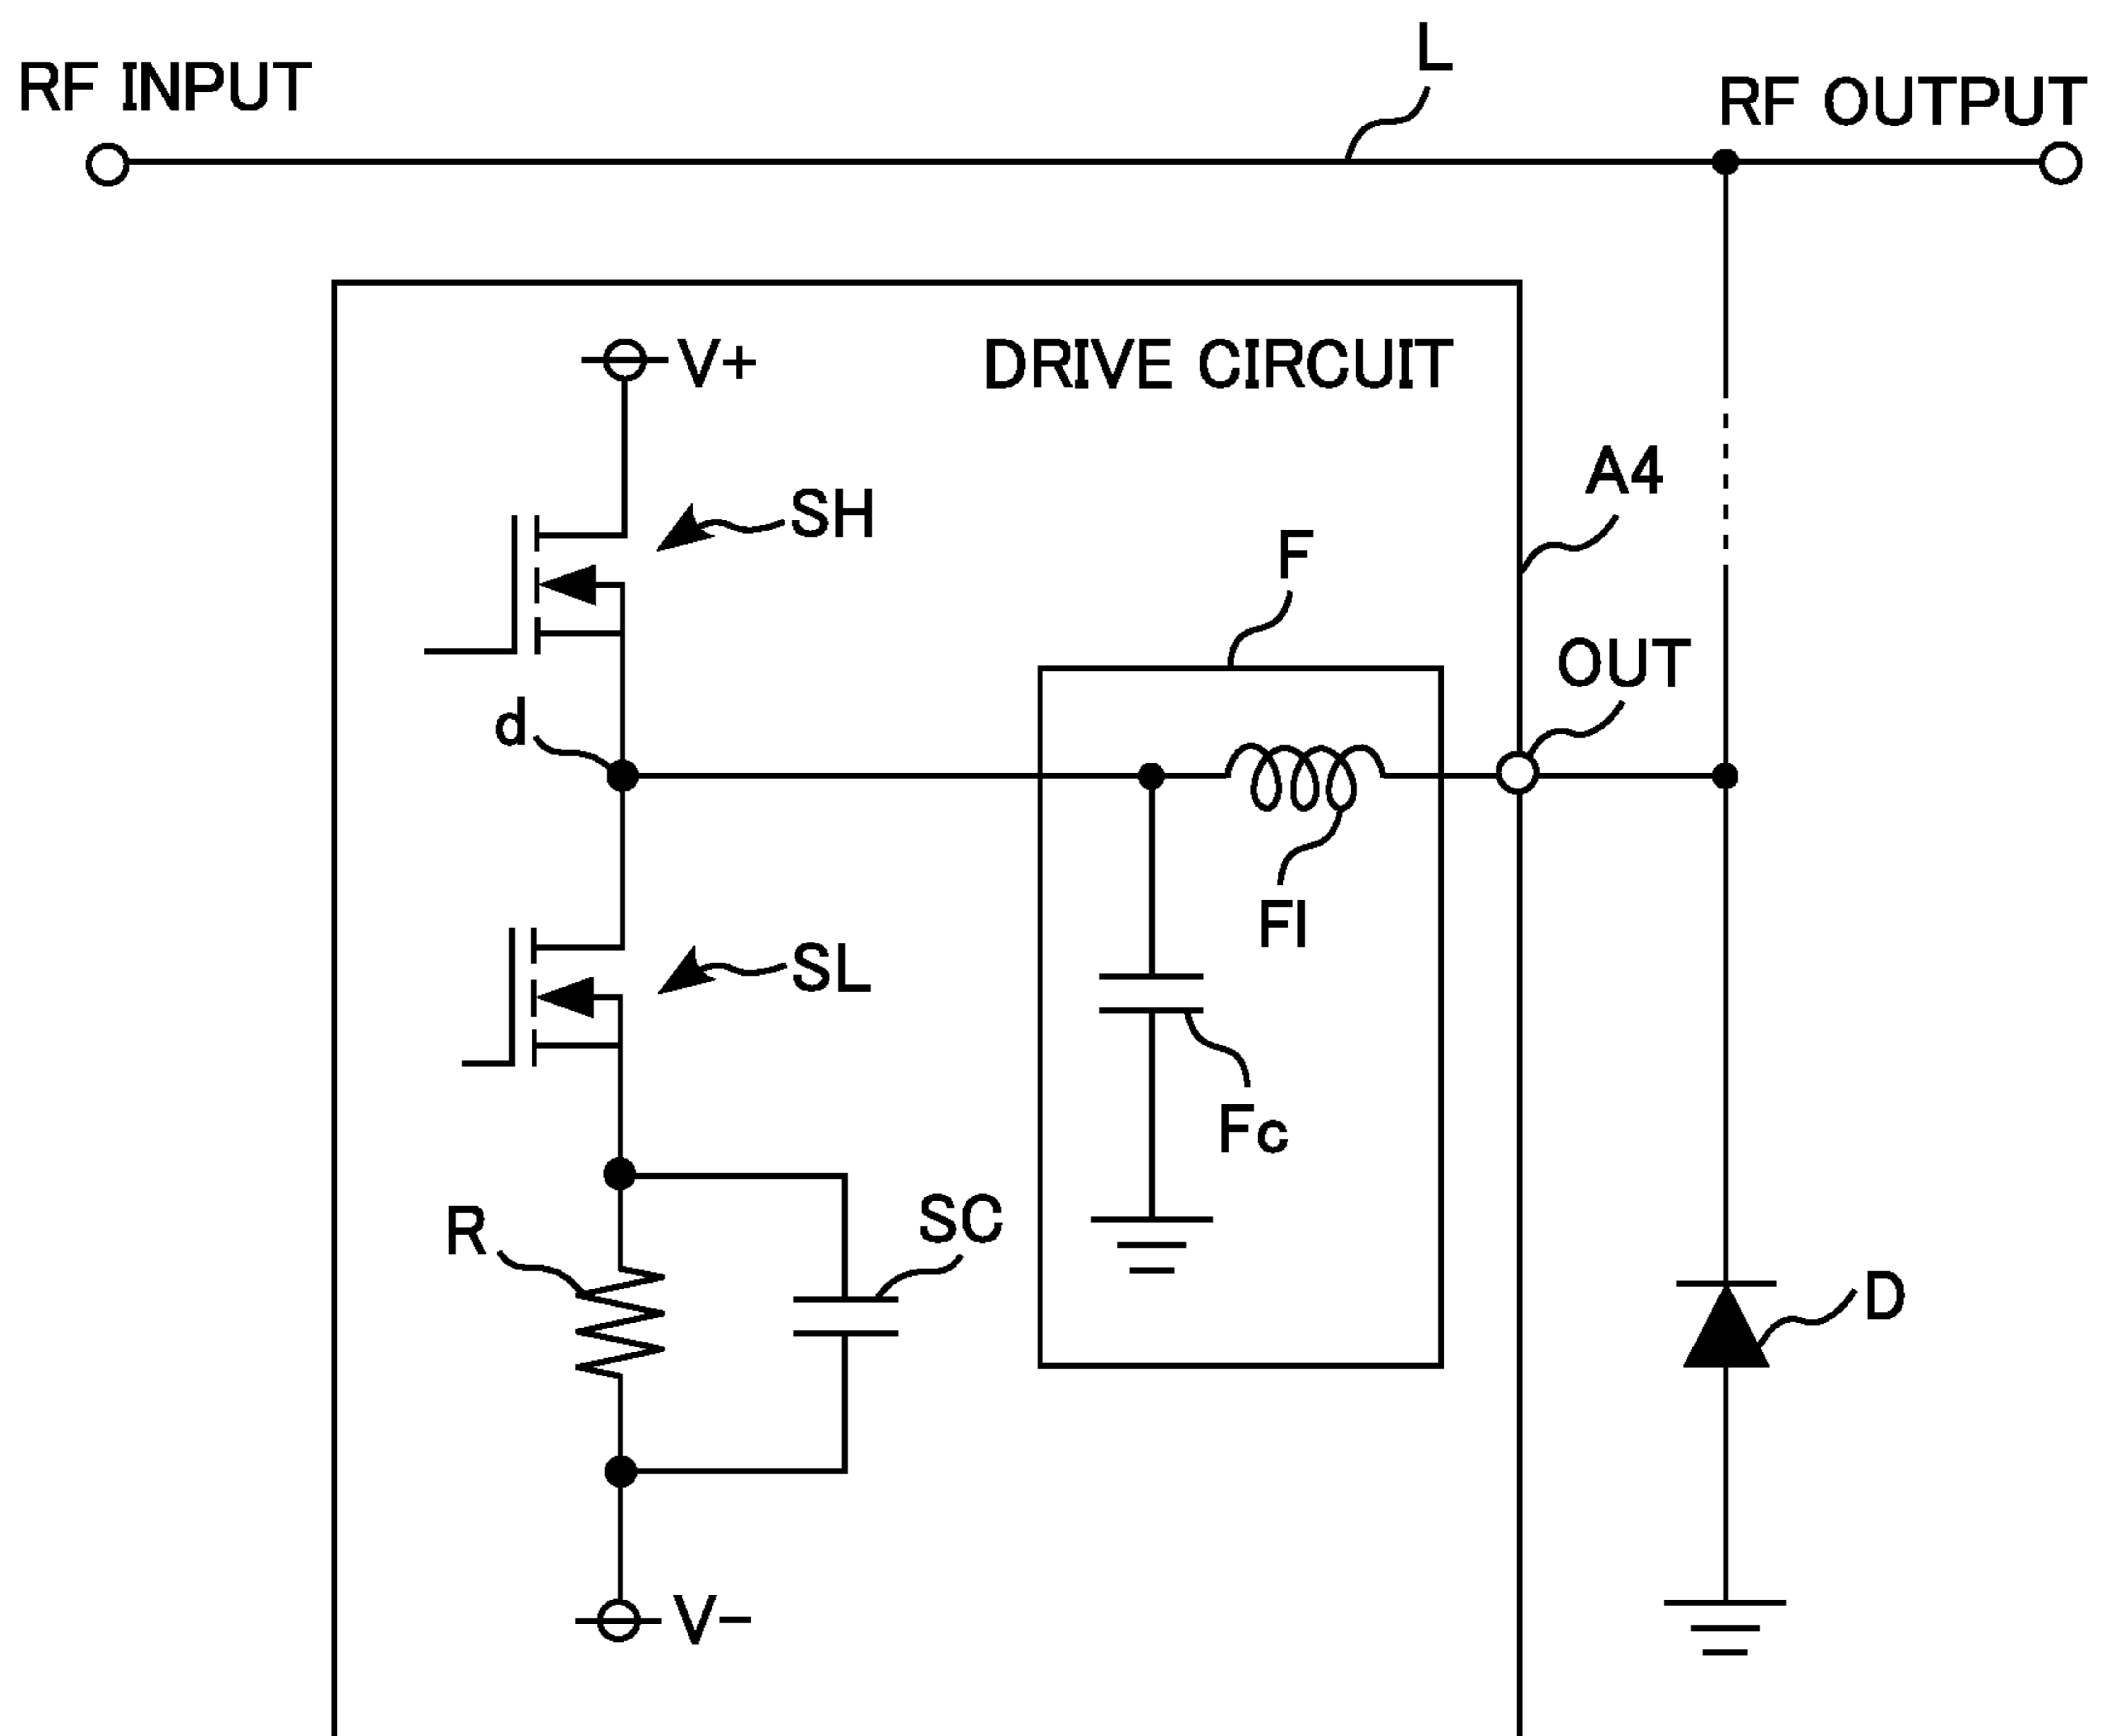 L
RF INPUT
RF OUTPUT
V+
DRIVE CIRCUIT
A4
SH
F
OUT
d
Fl
SL
Fc
SC
R
D
V−